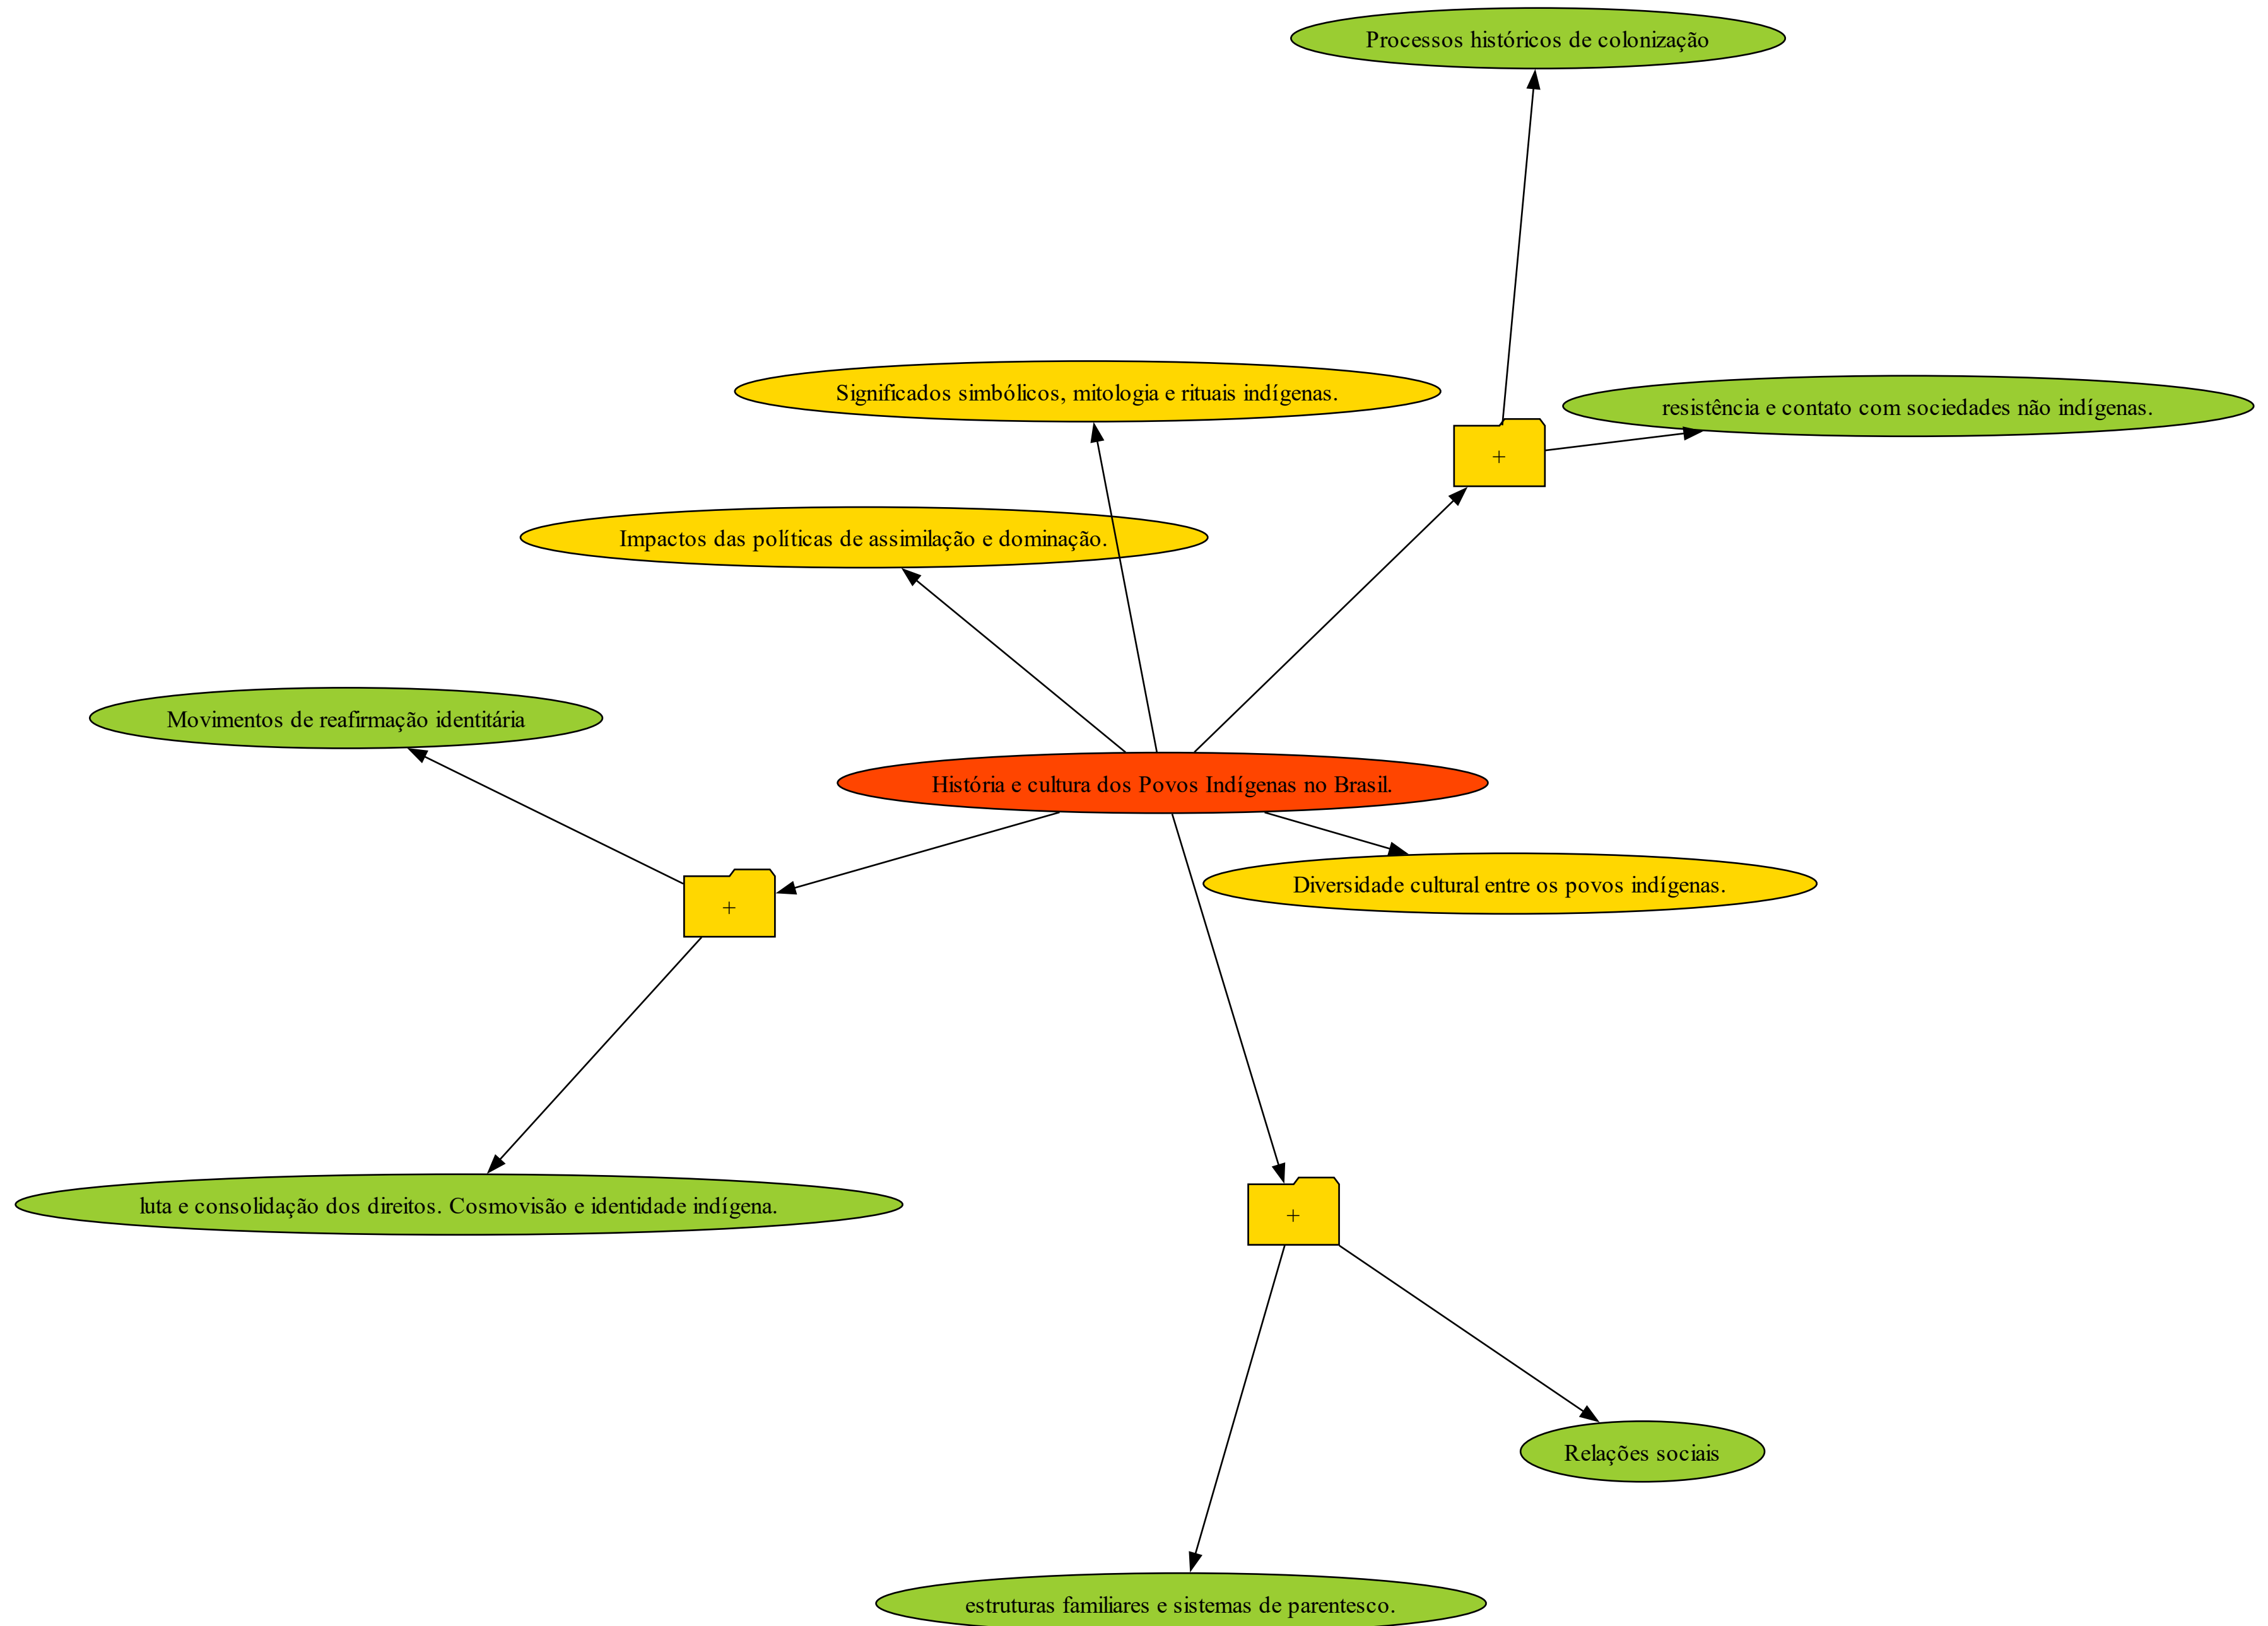 Processos históricos de colonização
Significados simbólicos, mitologia e rituais indígenas.
resistência e contato com sociedades não indígenas.
+
Impactos das políticas de assimilação e dominação.
Movimentos de reafirmação identitária
História e cultura dos Povos Indígenas no Brasil.
Diversidade cultural entre os povos indígenas.
+
luta e consolidação dos direitos. Cosmovisão e identidade indígena.
+
Relações sociais
estruturas familiares e sistemas de parentesco.